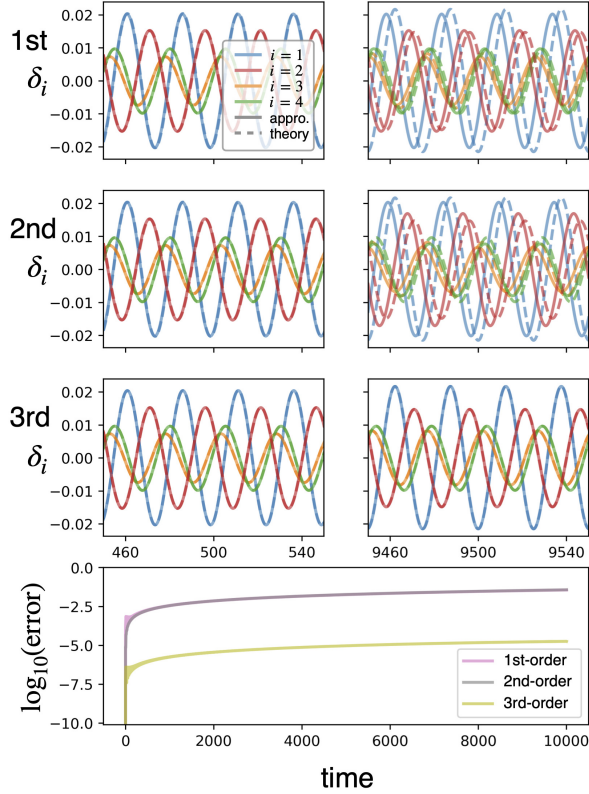 1st
δᵢ
0.02
0.01
0.00
−0.01
−0.02
i = 1
i = 2
i = 3
i = 4
appro.
theory
2nd
δᵢ
0.02
0.01
0.00
−0.01
−0.02
3rd
δᵢ
0.02
0.01
0.00
−0.01
−0.02
460 500 540
9460 9500 9540
log₁₀(error)
0.0
−2.5
−5.0
−7.5
−10.0
1st-order
2nd-order
3rd-order
0 2000 4000 6000 8000 10000
time